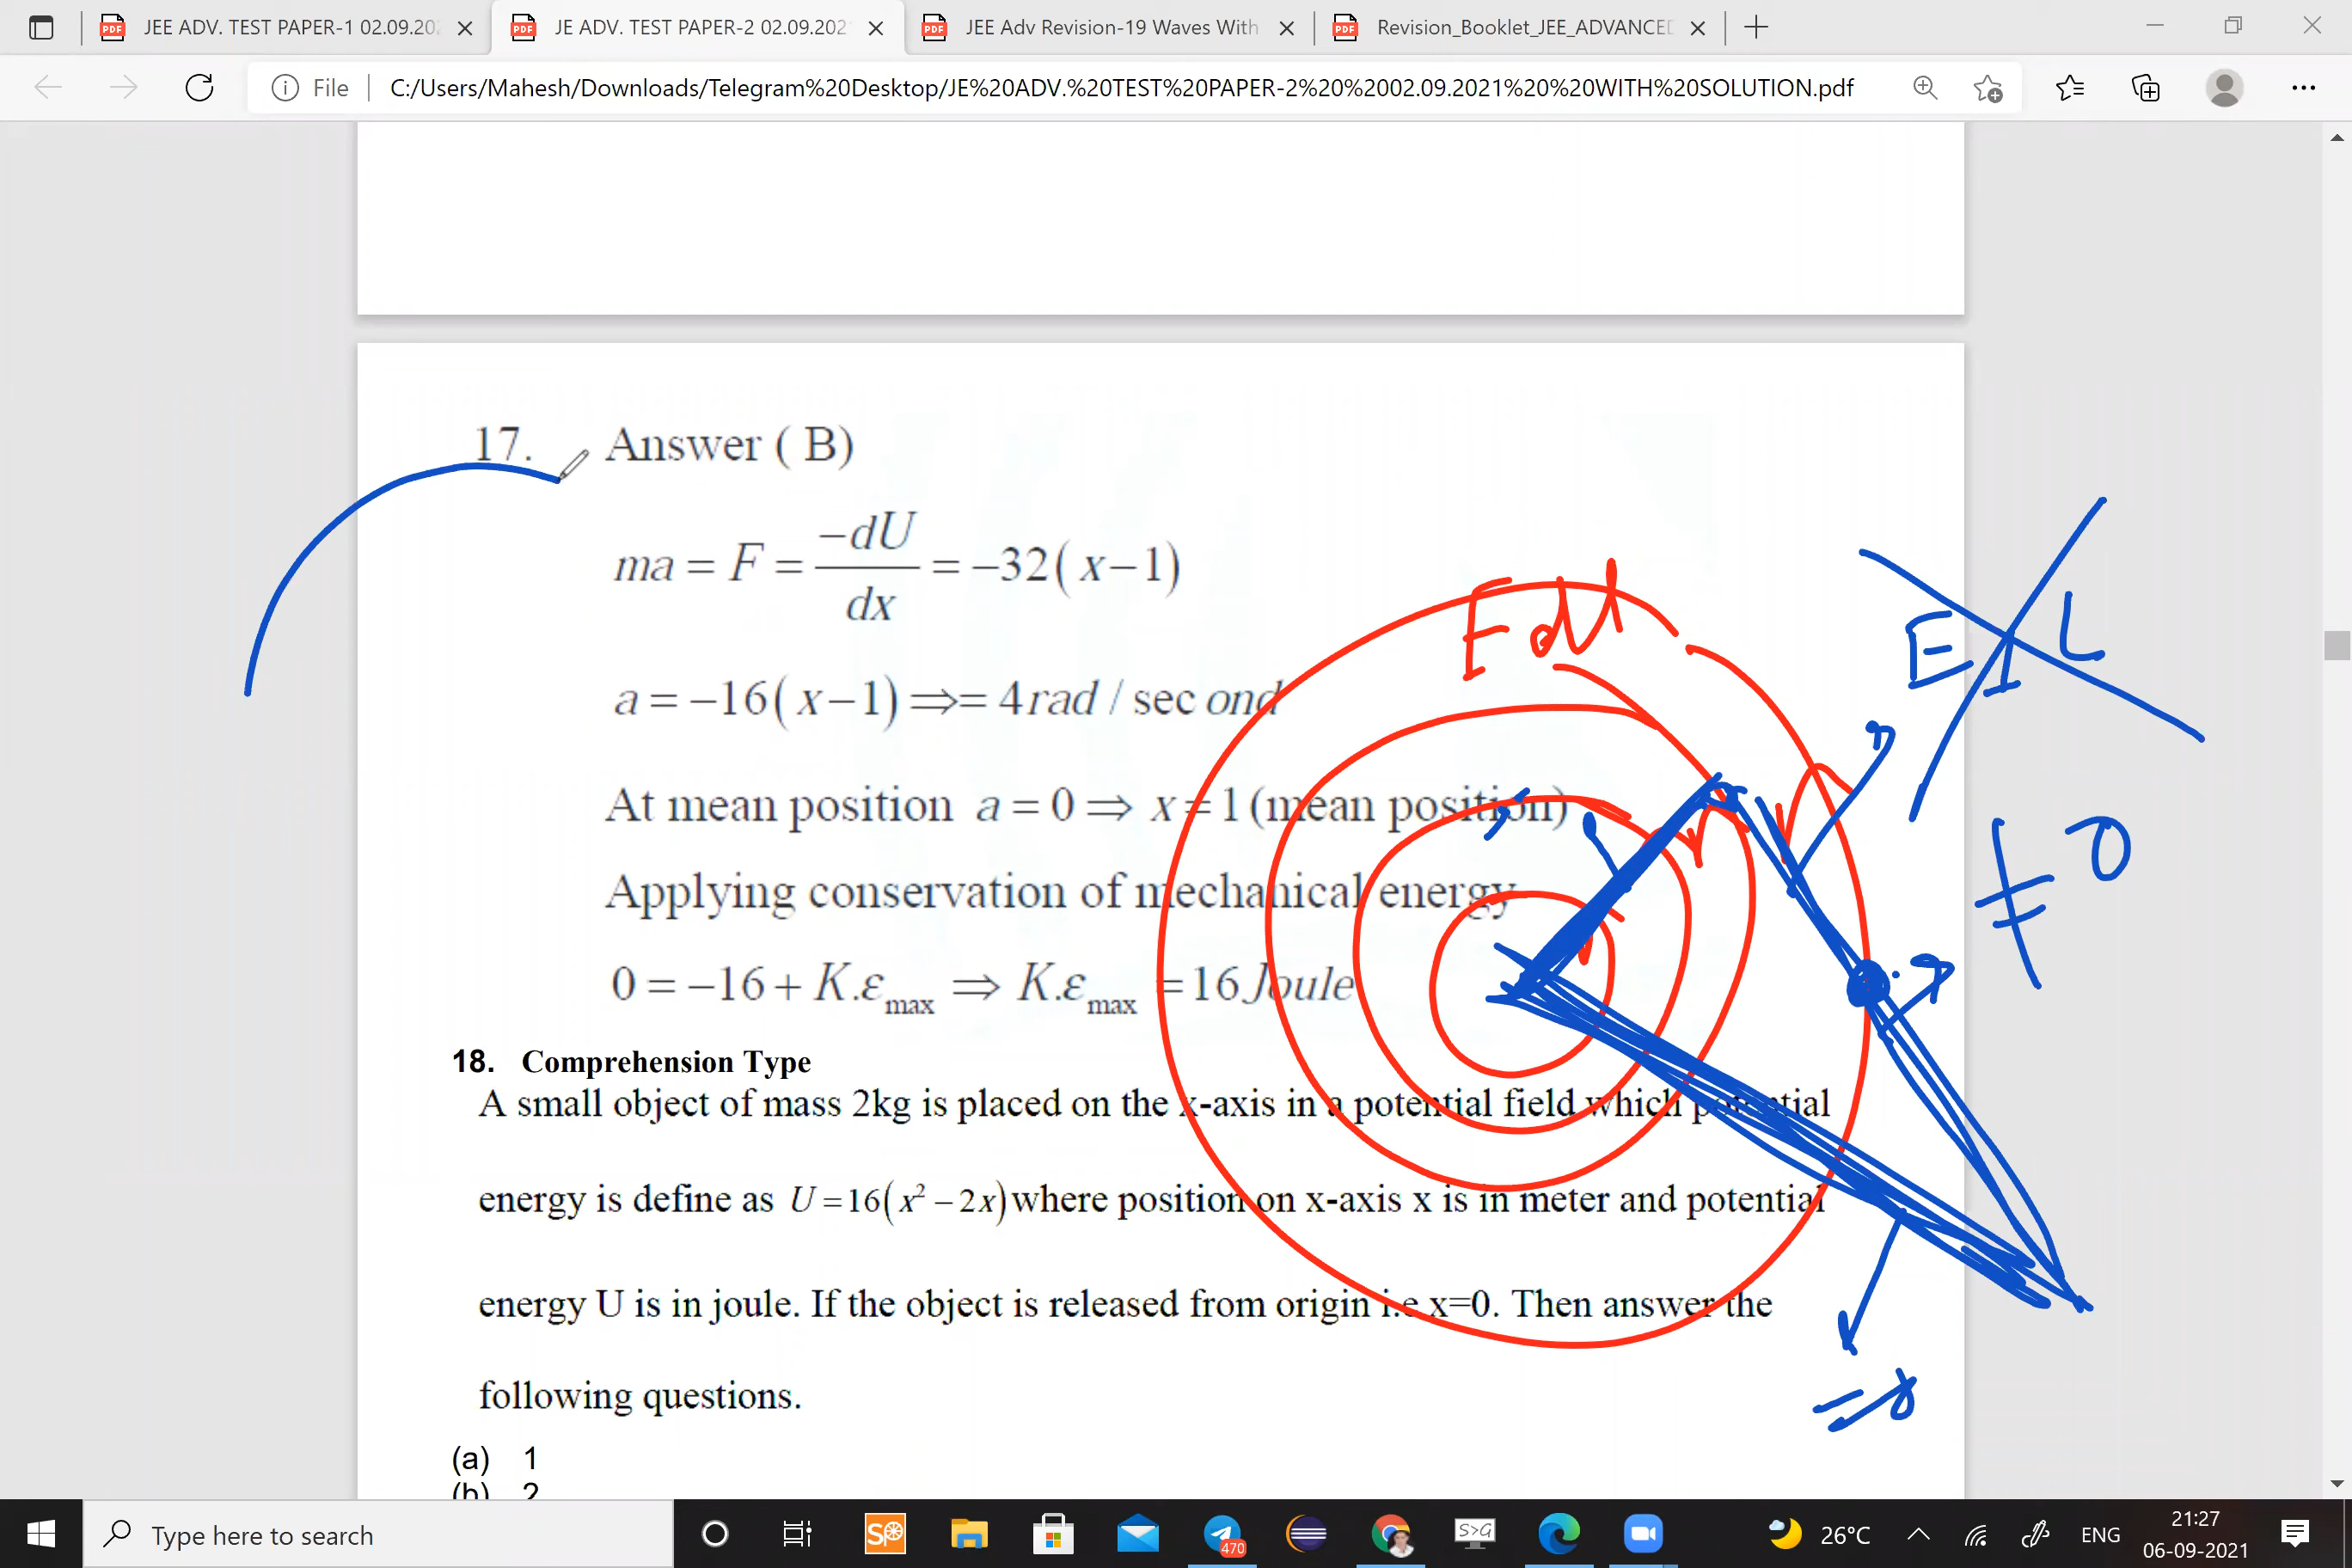 JEE ADV. TEST PAPER-1 02.09.202
JE ADV. TEST PAPER-2 02.09.202
JEE Adv Revision-19 Waves With
Revision_Booklet_JEE_ADVANCED
File
C:/Users/Mahesh/Downloads/Telegram%20Desktop/JE%20ADV.%20TEST%20PAPER-2%20%2002.09.2021%20%20WITH%20SOLUTION.pdf
17. Answer ( B)
ma = F = -dU/dx = -32( x-1)
a = -16( x-1) ⇒= 4rad / sec ond
At mean position a = 0 ⇒ x = 1 (mean position)
Applying conservation of mechanical energy
0 = -16 + K.ε max ⇒ K.ε max = 16 Joule
Edl
E I L
≠ 0
18. Comprehension Type
A small object of mass 2kg is placed on the x-axis in a potential field which potential
energy is define as U = 16(x² – 2x) where position on x-axis x is in meter and potential
energy U is in joule. If the object is released from origin i.e x=0. Then answer the
following questions.
(a) 1
(b) 2
Type here to search
470
S>G
26°C
ENG
21:27
06-09-2021